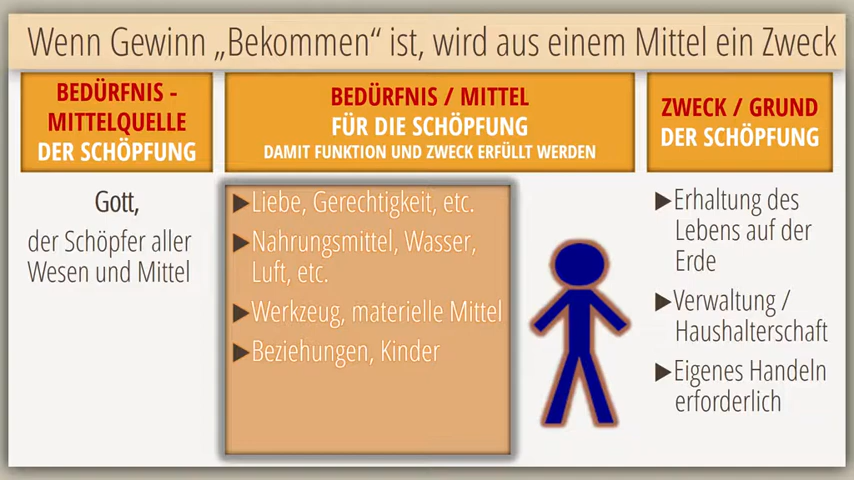 Wenn Gewinn „Bekommen“ ist, wird aus einem Mittel ein Zweck
BEDÜRFNIS -
MITTELQUELLE
DER SCHÖPFUNG
BEDÜRFNIS / MITTEL
FÜR DIE SCHÖPFUNG
DAMIT FUNKTION UND ZWECK ERFÜLLT WERDEN
ZWECK / GRUND
DER SCHÖPFUNG
Gott,
der Schöpfer aller
Wesen und Mittel
▶Liebe, Gerechtigkeit, etc.
▶Nahrungsmittel, Wasser,
Luft, etc.
▶Werkzeug, materielle Mittel
▶Beziehungen, Kinder
▶Erhaltung des
Lebens auf der
Erde
▶Verwaltung /
Haushalterschaft
▶Eigenes Handeln
erforderlich